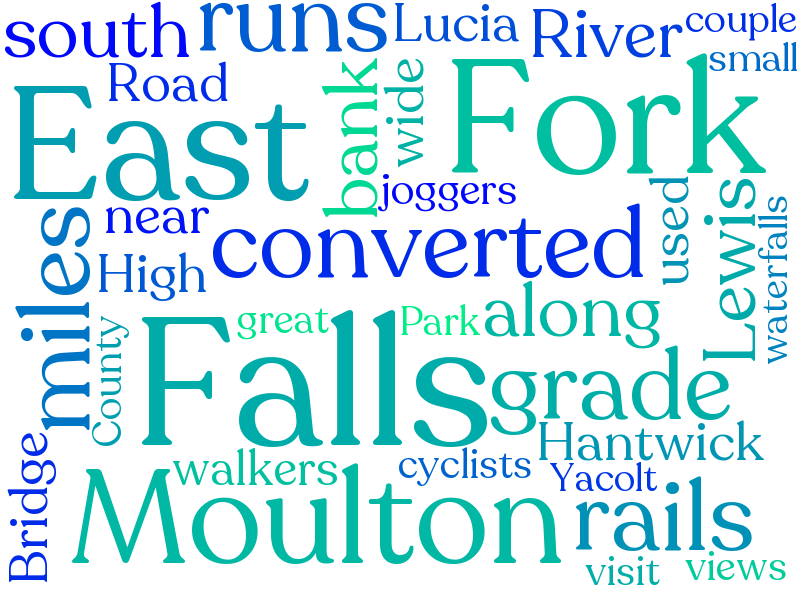 south
runs
Lucia
River
couple
small
Road
bank
wide
East
Fork
joggers
near
used
Lewis
waterfalls
miles
converted
High
great
Park
along
County
Falls
grade
Hantwick
Bridge
walkers
cyclists
Yacolt
Moulton
rails
visit
views